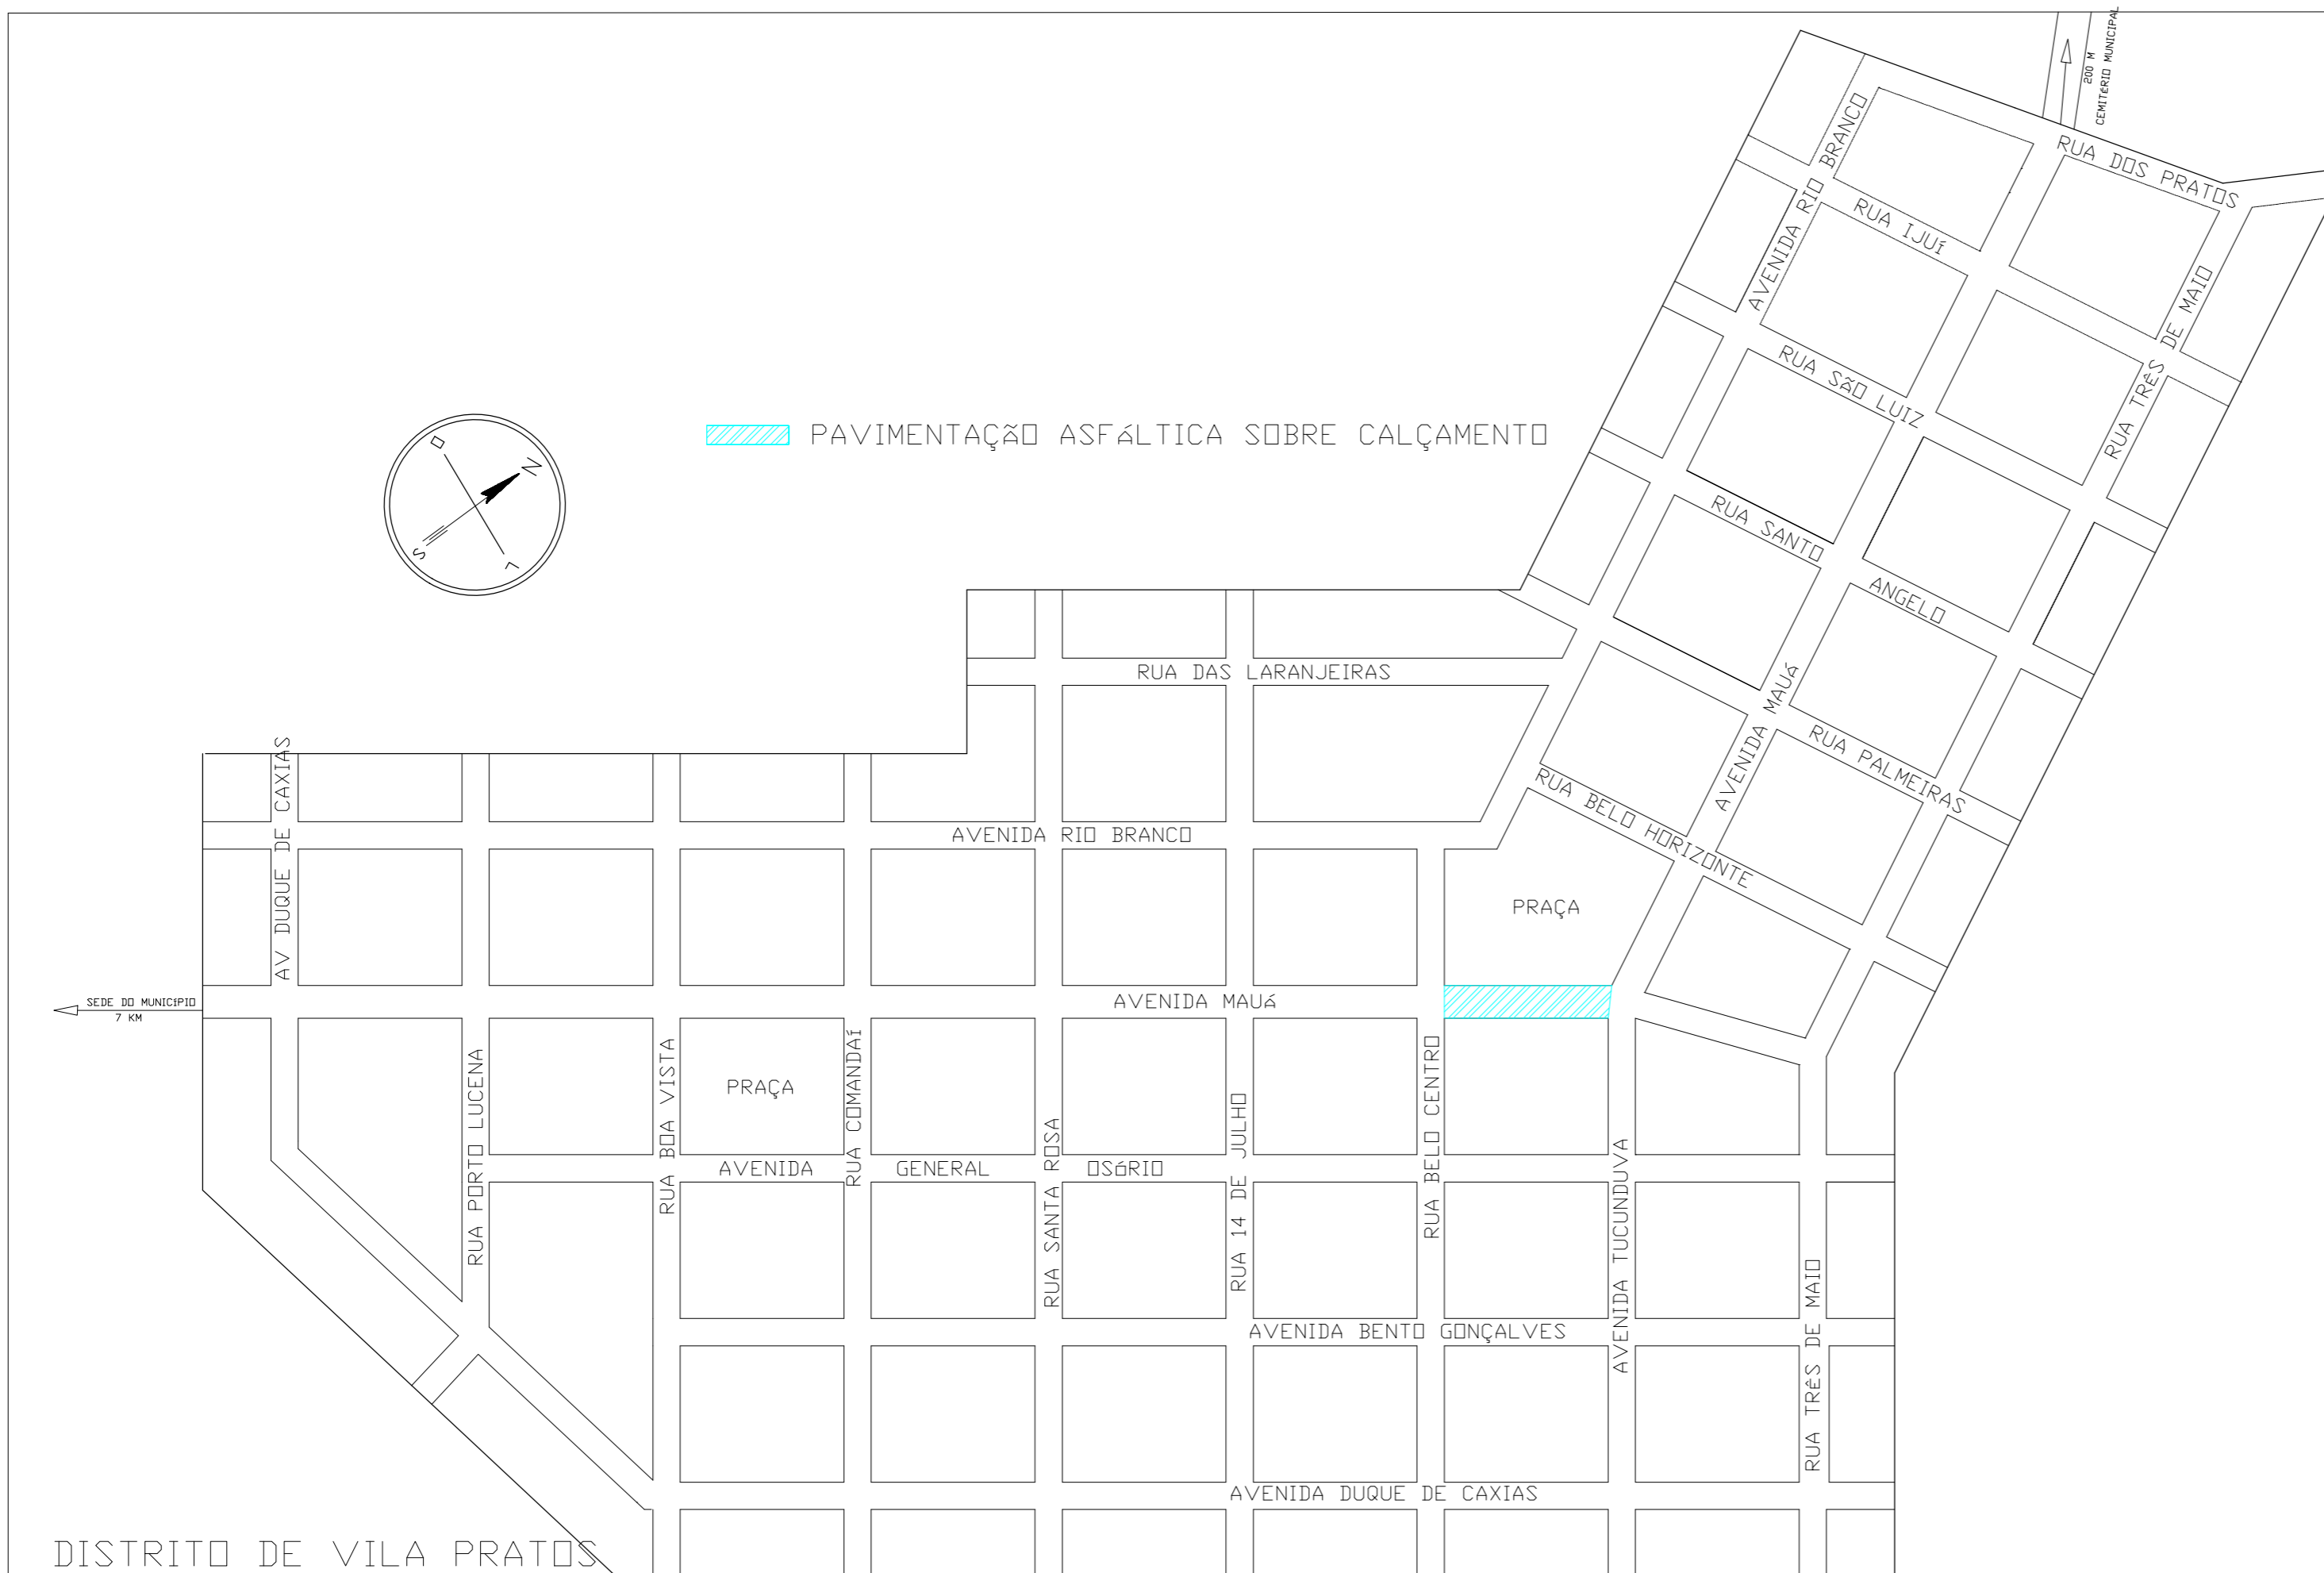 200 M
CEMITÉRIO MUNICIPAL
RUA DOS PRATOS
AVENIDA RIO BRANCO
RUA IJUÍ
RUA TRÊS DE MAIO
RUA SÃO LUIZ
PAVIMENTAÇÃO ASFÁLTICA SOBRE CALÇAMENTO
O
N
S
L
RUA SANTO ANGELO
RUA DAS LARANJEIRAS
AVENIDA MAUÁ
RUA PALMEIRAS
RUA BELO HORIZONTE
AV DUQUE DE CAXIAS
AVENIDA RIO BRANCO
PRAÇA
SEDE DO MUNICÍPIO
7 KM
AVENIDA MAUÁ
RUA PORTO LUCENA
RUA BOA VISTA
PRAÇA
RUA COMANDAÍ
RUA SANTA ROSA
RUA 14 DE JULHO
RUA BELO CENTRO
AVENIDA TUCUNDUVA
RUA TRÊS DE MAIO
AVENIDA GENERAL OSÓRIO
AVENIDA BENTO GONÇALVES
AVENIDA DUQUE DE CAXIAS
DISTRITO DE VILA PRATOS